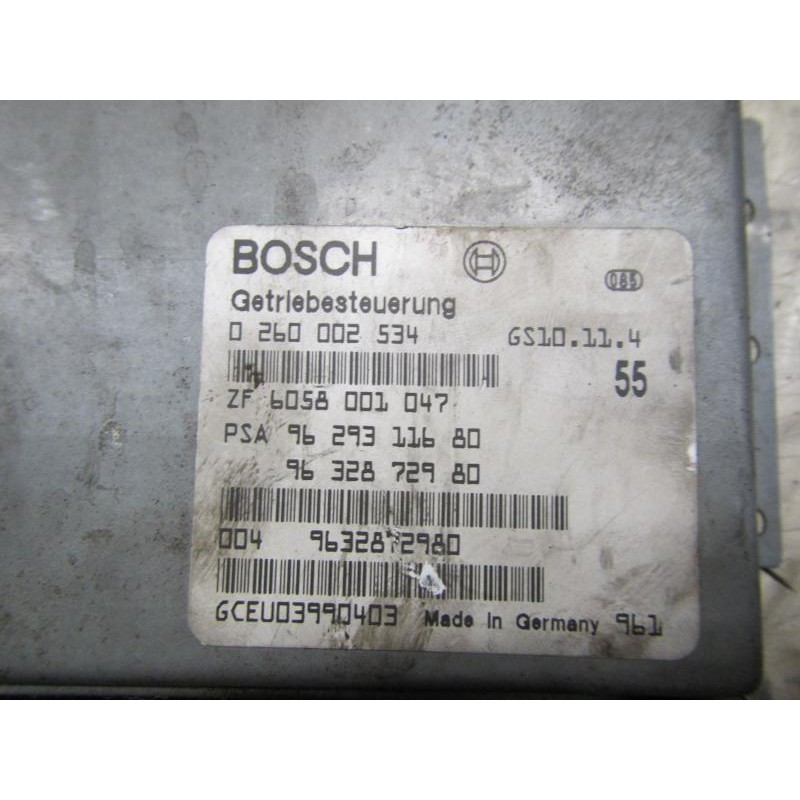 BOSCH
085
Getriebesteuerung
0 260 002 534 GS10.11.4
55
ZF 6058 001 047
PSA 96 293 116 80
96 328 729 80
004 9632872980
GCEU03990403 Made in Germany 961